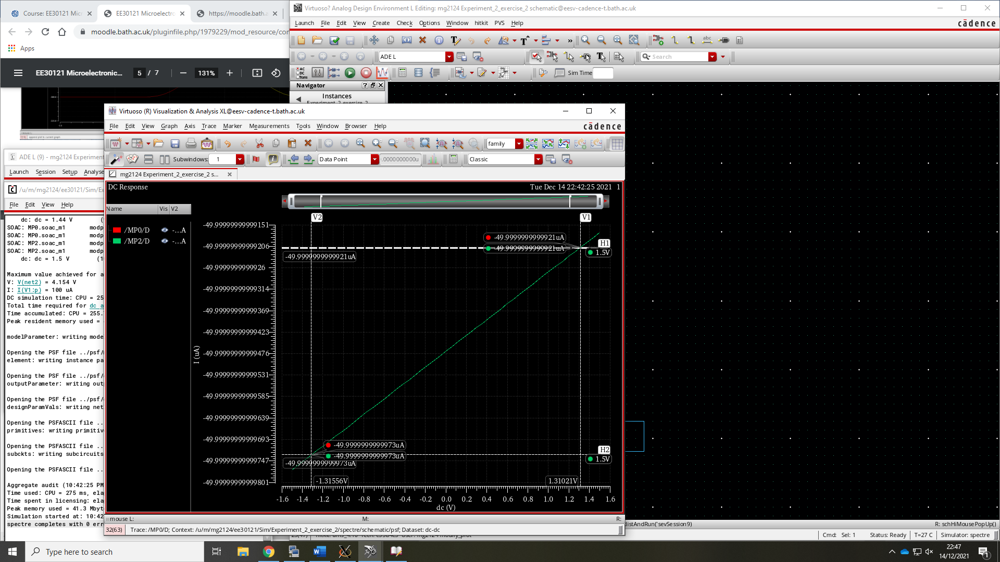 Course: EE30121 Mic
EE30121 Microelectronic
https://moodle.bath.a
moodle.bath.ac.uk/pluginfile.php/1979229/mod_resource/con
Apps
EE30121 Microelectronic...
5 / 7
131%
Virtuoso? Analog Design Environment L Editing: mg2124 Experiment_2_exercise_2 schematic@eesv-cadence-t.bath.ac.uk
Launch File Edit View Create Check Options Window hitkit PVS Help
cādence
ADE L
Search
Sim Time
Navigator
Instances
ADE L (9) - mg2124 Experiment
Launch Session Setup Analyse
/u/m/mg2124/ee30121/Sim/Ex
File Edit View Help
dc: dc = 1.44 V
SOAC: MP0.soac_m1 modp
SOAC: MP0.soac_m1 modp
SOAC: MP2.soac_m1 modp
SOAC: MP2.soac_m1 modp
dc: dc = 1.5 V (10
Maximum value achieved for a
V: V(net2) = 4.154 V
I: I(V1:p) = 100 uA
DC simulation time: CPU = 25
Total time required for dc a
Time accumulated: CPU = 255.
Peak resident memory used =
modelParameter: writing mode
Opening the PSF file ../psf/
element: writing instance pa
Opening the PSF file ../psf/
outputParameter: writing outp
Opening the PSF file ../psf/
designParamVals: writing net
Opening the PSFASCII file ..
primitives: writing primitive
Opening the PSFASCII file ..
subckts: writing subcircuits
Opening the PSFASCII file ..
Aggregate audit (10:42:25 PM
Time used: CPU = 275 ms, ela
Time spent in licensing: ela
Peak memory used = 41.3 Mbyt
Simulation started at: 10:42
spectre completes with 0 err
Virtuoso (R) Visualization & Analysis XL@eesv-cadence-t.bath.ac.uk
File Edit View Graph Axis Trace Marker Measurements Tools Window Browser Help
cādence
family
Subwindows: 1
Data Point
.0000000000u
Classic
mg2124 Experiment_2_exercise_2 s...
DC Response
Tue Dec 14 22:42:25 2021 1
Name Vis V2
/MP0/D -...A
/MP2/D -...A
V2
V1
-49.99999999999151
-49.99999999999206
-49.9999999999926
-49.99999999999314
-49.99999999999369
-49.99999999999423
-49.99999999999476
-49.99999999999531
-49.99999999999585
-49.99999999999639
-49.99999999999693
-49.99999999999747
-49.99999999999801
I (uA)
-49.9999999999921uA
-49.9999999999921uA
-49.9999999999921uA
H1
1.5V
-49.9999999999973uA
-49.9999999999973uA
-49.9999999999973uA
H2
1.5V
-1.31556V
1.31021V
-1.6 -1.4 -1.2 -1.0 -0.8 -0.6 -0.4 -0.2 0.0 0.2 0.4 0.6 0.8 1.0 1.2 1.4 1.6
dc (V)
mouse L: M: R:
32(63) Trace: /MP0/D; Context: /u/m/mg2124/ee30121/Sim/Experiment_2_exercise_2/spectre/schematic/psf; Dataset: dc-dc
listAndRun('sevSession9)
R: schHiMousePopUp()
Cmd: Sel: 1 Status: Ready T=27 C Simulator: spectre
Type here to search
22:47
14/12/2021
1